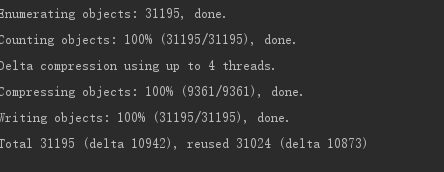 Enumerating objects: 31195, done.
Counting objects: 100% (31195/31195), done.
Delta compression using up to 4 threads.
Compressing objects: 100% (9361/9361), done.
Writing objects: 100% (31195/31195), done.
Total 31195 (delta 10942), reused 31024 (delta 10873)